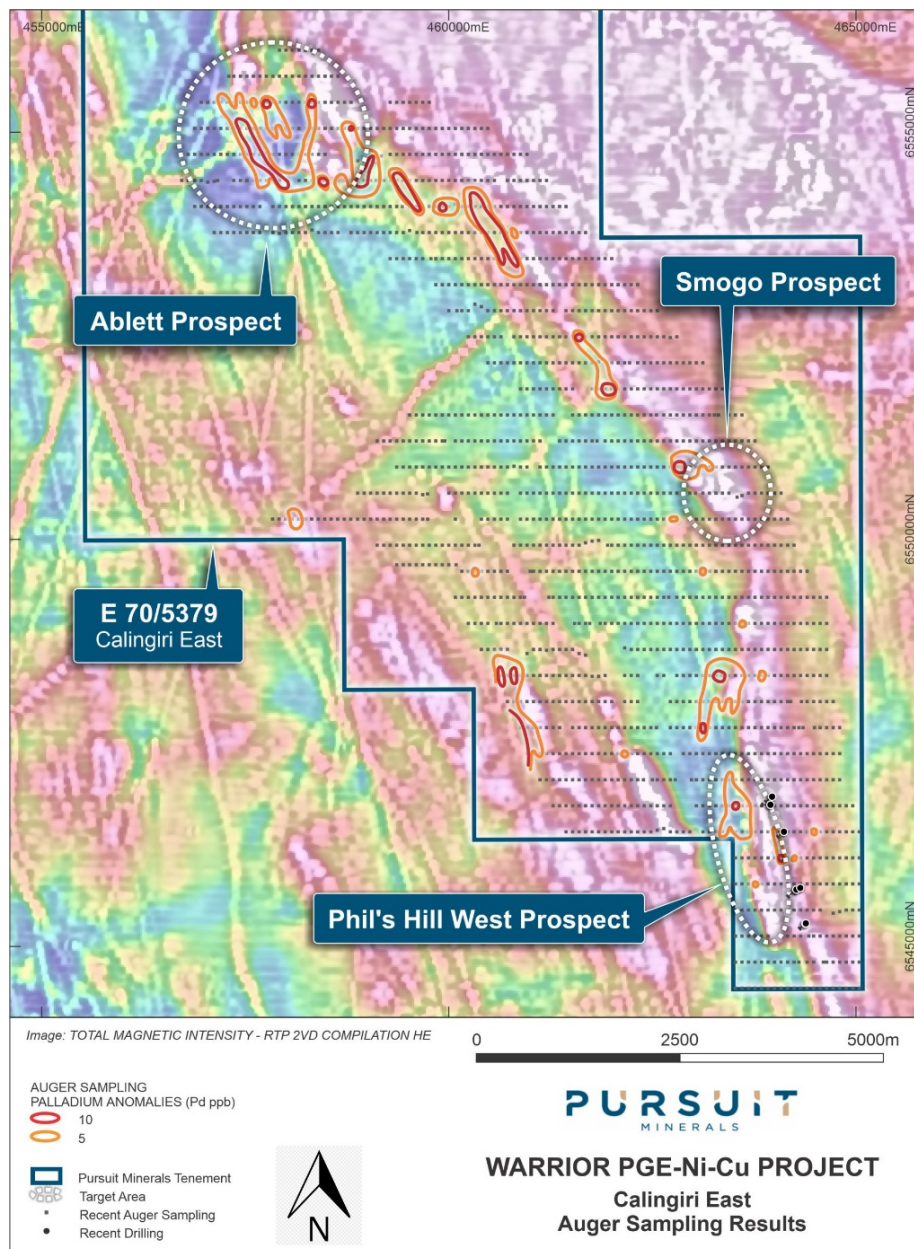 455000mE
460000mE
465000mE
6555000mN
Smogo Prospect
Ablett Prospect
6550000mN
E 70/5379
Calingiri East
Phil's Hill West Prospect
6545000mN
Image: TOTAL MAGNETIC INTENSITY - RTP 2VD COMPILATION HE
0
2500
5000m
AUGER SAMPLING
PALLADIUM ANOMALIES (Pd ppb)
10
5
Pursuit Minerals Tenement
Target Area
Recent Auger Sampling
Recent Drilling
N
PURSUIT
MINERALS
WARRIOR PGE-Ni-Cu PROJECT
Calingiri East
Auger Sampling Results